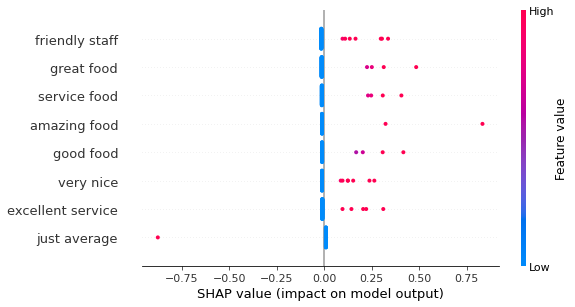 High
friendly staff
great food
service food
amazing food
good food
very nice
excellent service
just average
Feature value
Low
−0.75 −0.50 −0.25 0.00 0.25 0.50 0.75
SHAP value (impact on model output)